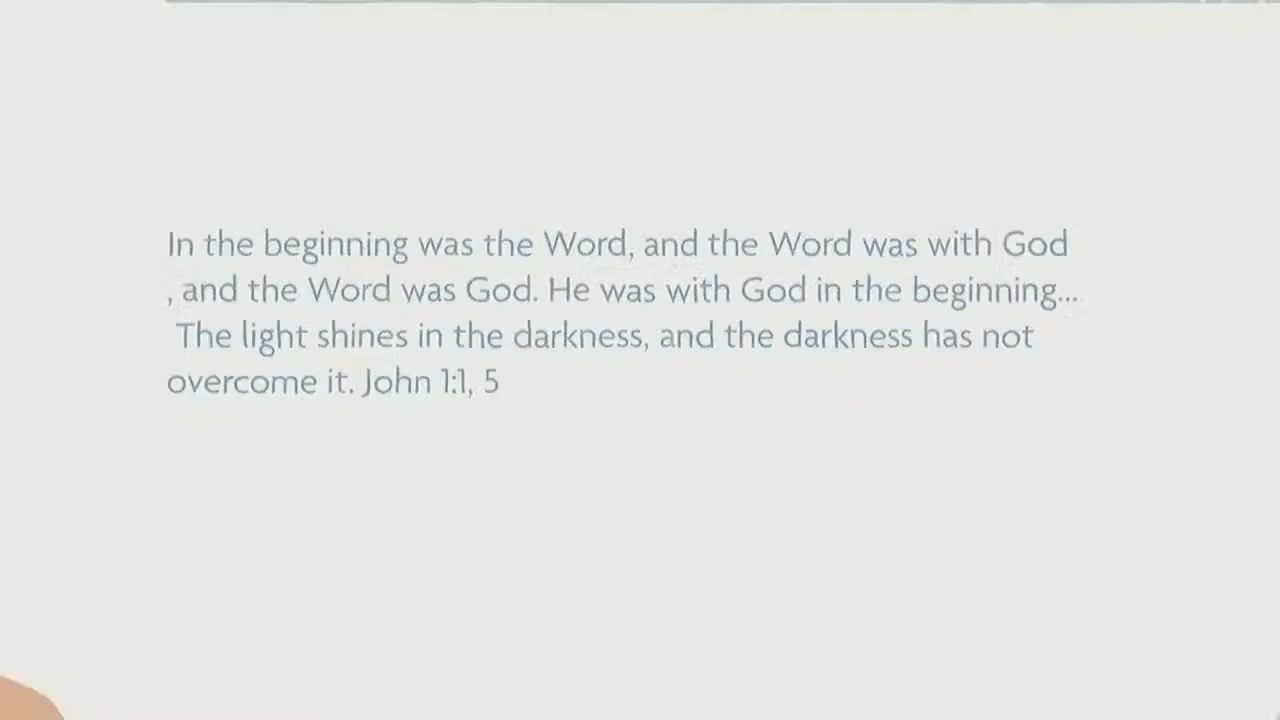 In the beginning was the Word, and the Word was with God
, and the Word was God. He was with God in the beginning...
The light shines in the darkness, and the darkness has not
overcome it. John 1:1, 5